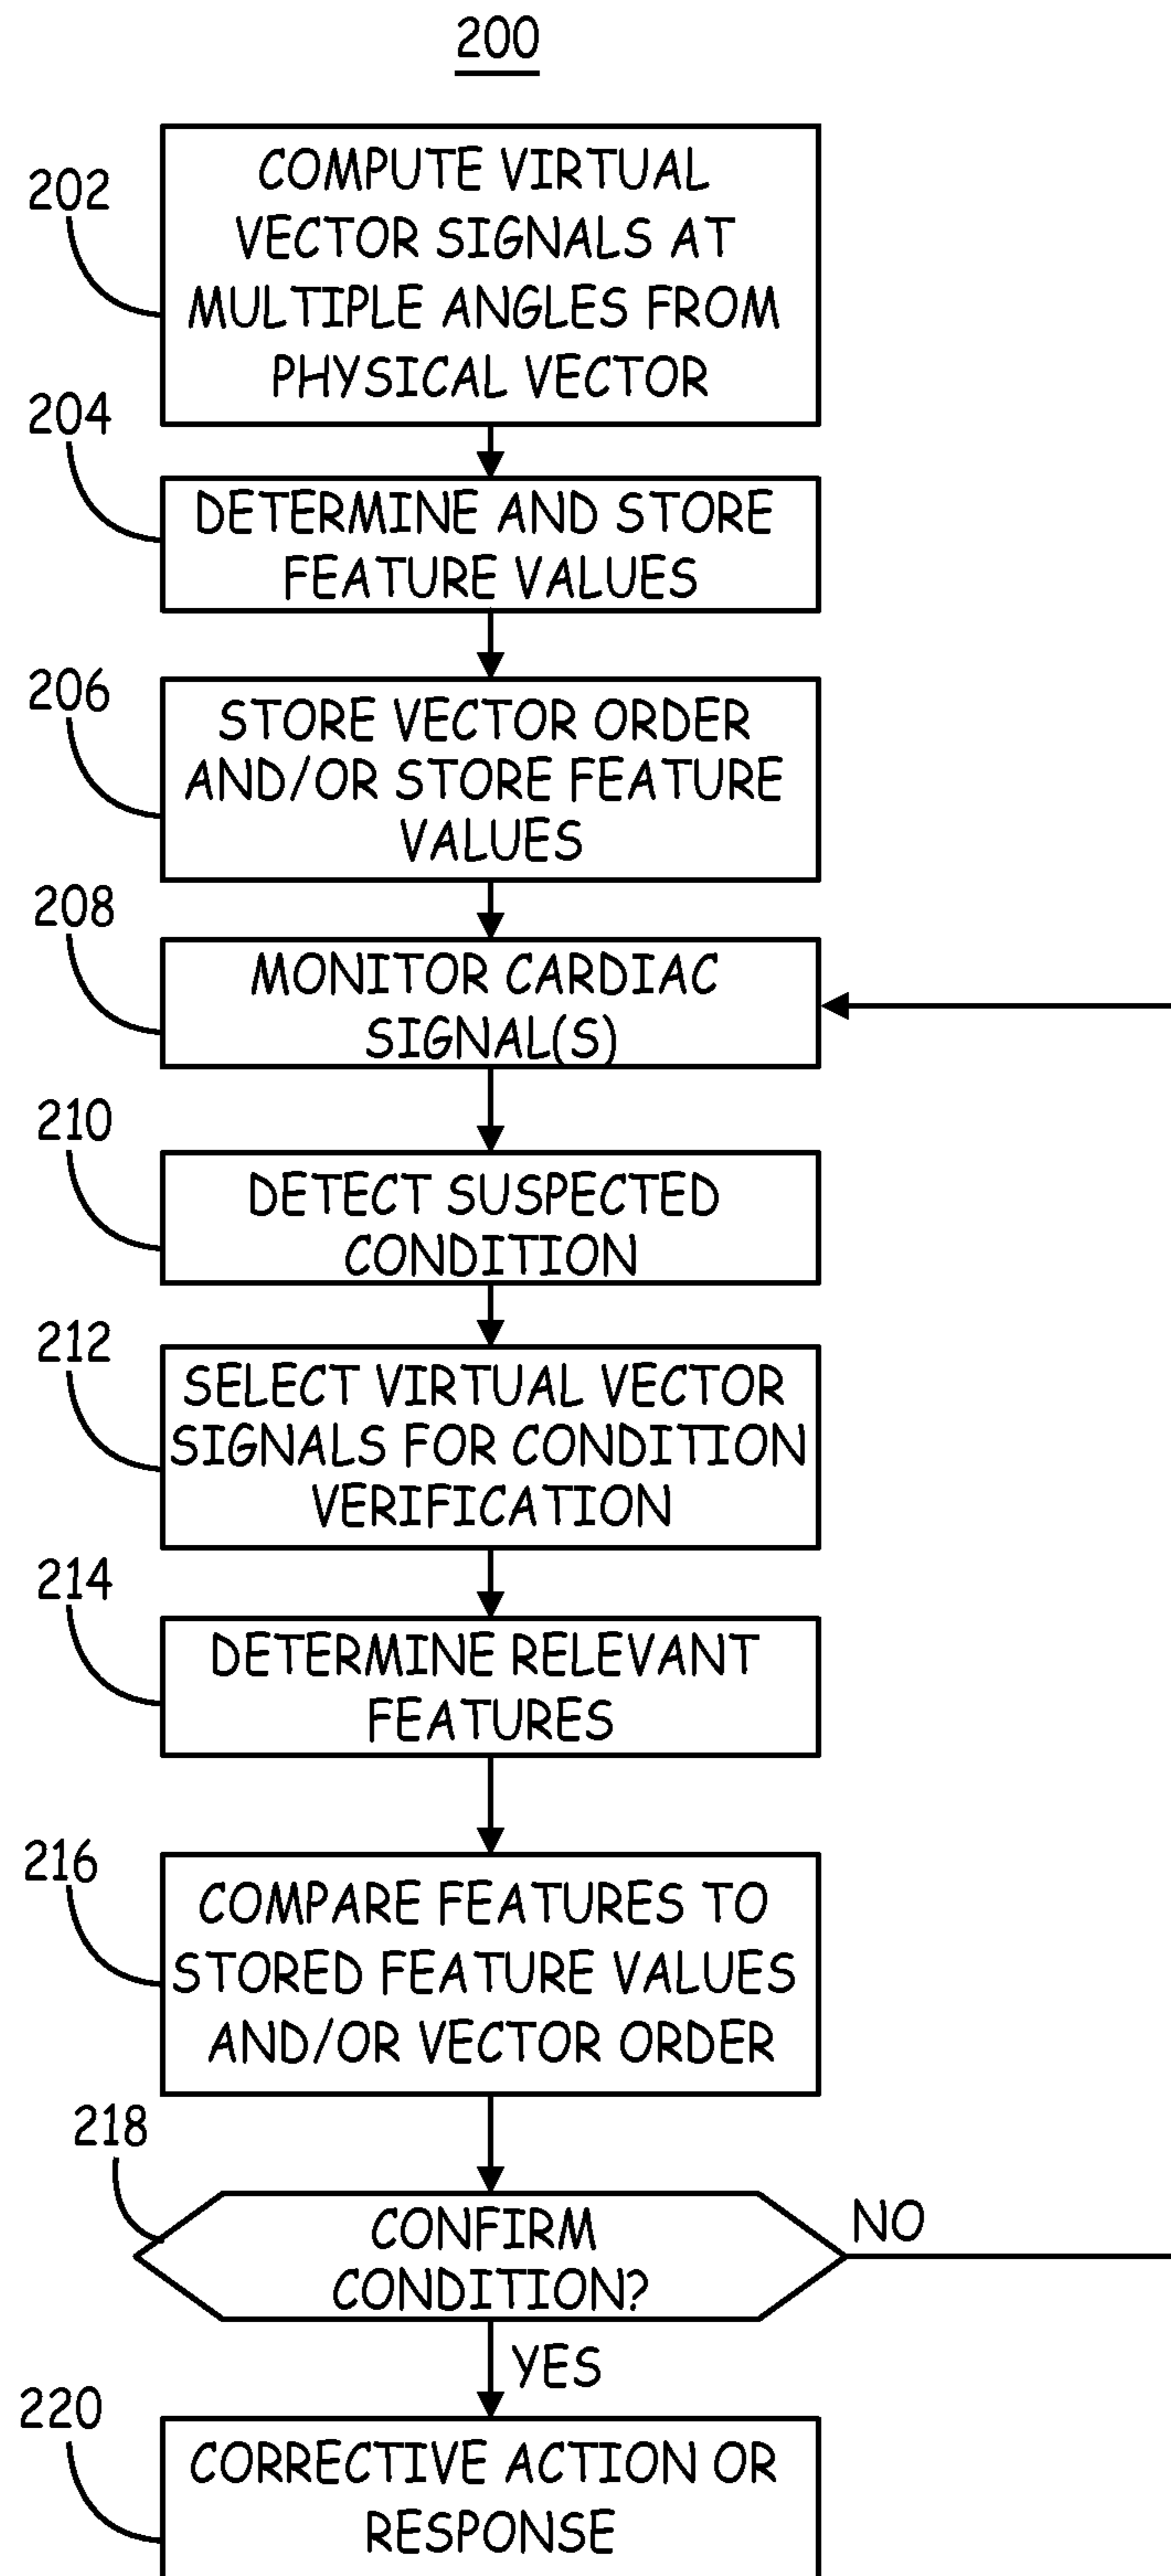 200
202
COMPUTE VIRTUAL
VECTOR SIGNALS AT
MULTIPLE ANGLES FROM
PHYSICAL VECTOR
204
DETERMINE AND STORE
FEATURE VALUES
206
STORE VECTOR ORDER
AND/OR STORE FEATURE
VALUES
208
MONITOR CARDIAC
SIGNAL(S)
210
DETECT SUSPECTED
CONDITION
212
SELECT VIRTUAL VECTOR
SIGNALS FOR CONDITION
VERIFICATION
214
DETERMINE RELEVANT
FEATURES
216
COMPARE FEATURES TO
STORED FEATURE VALUES
AND/OR VECTOR ORDER
218
CONFIRM
CONDITION?
NO
YES
220
CORRECTIVE ACTION OR
RESPONSE